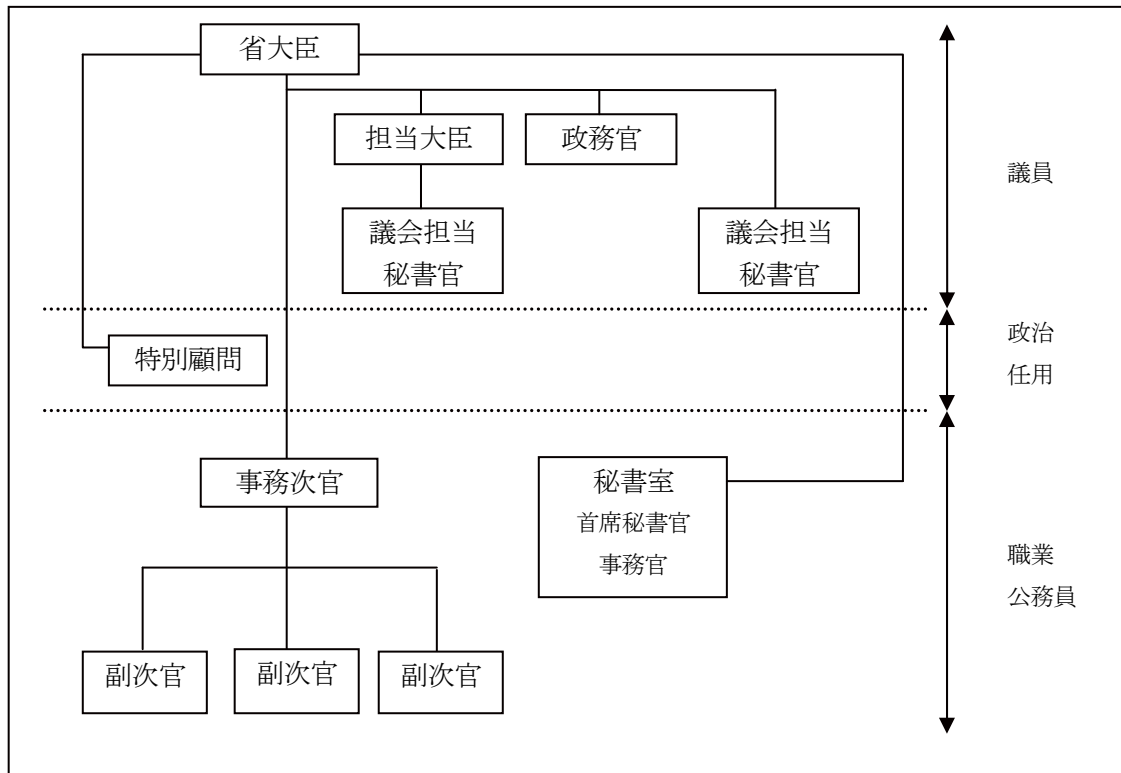 省大臣
担当大臣
政務官
議会担当
秘書官
議会担当
秘書官
議員
特別顧問
政治
任用
事務次官
秘書室
首席秘書官
事務官
副次官
副次官
副次官
職業
公務員